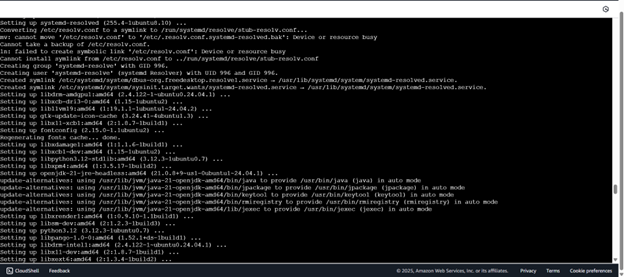 Setting up systemd-resolved (255.4-1ubuntu8.10) ...
Converting /etc/resolv.conf to a symlink to /run/systemd/resolve/stub-resolv.conf...
mv: cannot move '/etc/resolv.conf' to '/etc/.resolv.conf.systemd-resolved.bak': Device or resource busy
Cannot take a backup of /etc/resolv.conf.
ln: failed to create symbolic link '/etc/resolv.conf': Device or resource busy
Cannot install symlink from /etc/resolv.conf to ../run/systemd/resolve/stub-resolv.conf
Creating group 'systemd-resolve' with GID 996.
Creating user 'systemd-resolve' (systemd Resolver) with UID 996 and GID 996.
Created symlink /etc/systemd/system/dbus-org.freedesktop.resolve1.service → /usr/lib/systemd/system/systemd-resolved.service.
Created symlink /etc/systemd/system/sysinit.target.wants/systemd-resolved.service → /usr/lib/systemd/system/systemd-resolved.service.
Setting up libdrm-amdgpu1:amd64 (2.4.122-1~ubuntu0.24.04.1) ...
Setting up libxcb-dri3-0:amd64 (1.15-1ubuntu2) ...
Setting up libllvm19:amd64 (1:19.1.1-1ubuntu1~24.04.2) ...
Setting up gtk-update-icon-cache (3.24.41-4ubuntu1.3) ...
Setting up libx11-xcb1:amd64 (2:1.8.7-1build1) ...
Setting up fontconfig (2.15.0-1.1ubuntu2) ...
Regenerating fonts cache... done.
Setting up libxdamage1:amd64 (1:1.1.6-1build1) ...
Setting up libxcb1-dev:amd64 (1.15-1ubuntu2) ...
Setting up libpython3.12-stdlib:amd64 (3.12.3-1ubuntu0.7) ...
Setting up libxpm4:amd64 (1:3.5.17-1build2) ...
Setting up openjdk-21-jre-headless:amd64 (21.0.8+9~us1-0ubuntu1~24.04.1) ...
update-alternatives: using /usr/lib/jvm/java-21-openjdk-amd64/bin/java to provide /usr/bin/java (java) in auto mode
update-alternatives: using /usr/lib/jvm/java-21-openjdk-amd64/bin/jpackage to provide /usr/bin/jpackage (jpackage) in auto mode
update-alternatives: using /usr/lib/jvm/java-21-openjdk-amd64/bin/keytool to provide /usr/bin/keytool (keytool) in auto mode
update-alternatives: using /usr/lib/jvm/java-21-openjdk-amd64/bin/rmiregistry to provide /usr/bin/rmiregistry (rmiregistry) in auto mode
update-alternatives: using /usr/lib/jvm/java-21-openjdk-amd64/lib/jexec to provide /usr/bin/jexec (jexec) in auto mode
Setting up libxrender1:amd64 (1:0.9.10-1.1build1) ...
Setting up libsm-dev:amd64 (2:1.2.3-1build3) ...
Setting up python3.12 (3.12.3-1ubuntu0.7) ...
Setting up libpango-1.0-0:amd64 (1.52.1+ds-1build1) ...
Setting up libdrm-intel1:amd64 (2.4.122-1~ubuntu0.24.04.1) ...
Setting up libx11-dev:amd64 (2:1.8.7-1build1) ...
Setting up libxext6:amd64 (2:1.3.4-1build2) ...
CloudShell Feedback © 2025, Amazon Web Services, Inc. or its affiliates. Privacy Terms Cookie preferences